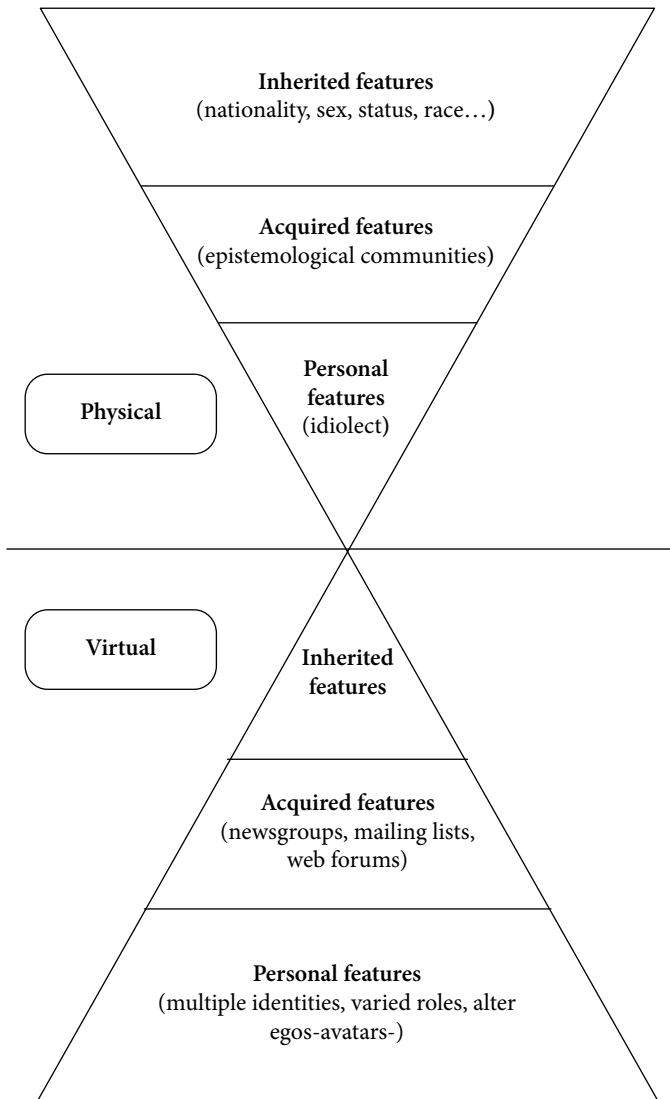 Inherited features
(nationality, sex, status, race…)
Acquired features
(epistemological communities)
Personal
features
(idiolect)
Physical
Virtual
Inherited
features
Acquired features
(newsgroups, mailing lists,
web forums)
Personal features
(multiple identities, varied roles, alter
egos-avatars-)